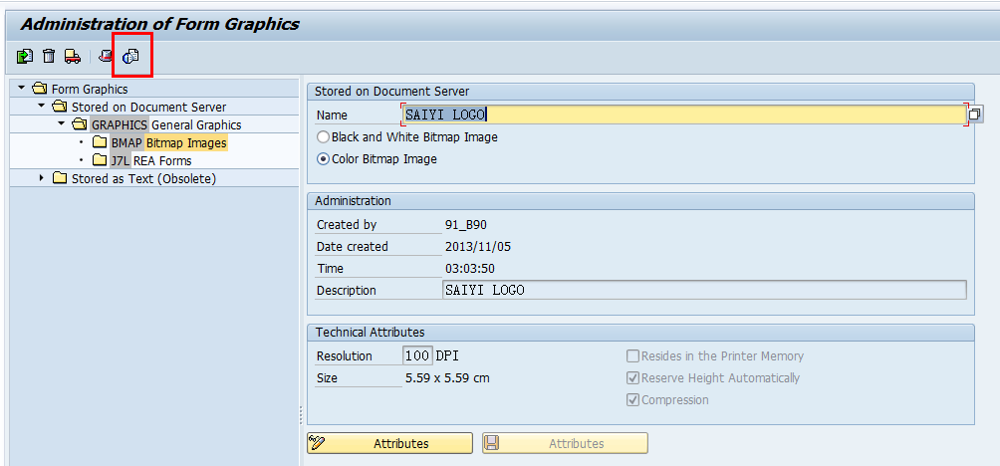 Administration of Form Graphics
Form Graphics
Stored on Document Server
GRAPHICS General Graphics
BMAP Bitmap Images
J7L REA Forms
Stored as Text (Obsolete)
Stored on Document Server
Name SAIYI LOGO
Black and White Bitmap Image
Color Bitmap Image
Administration
Created by 91_B90
Date created 2013/11/05
Time 03:03:50
Description SAIYI LOGO
Technical Attributes
Resolution 100 DPI Resides in the Printer Memory
Size 5.59 x 5.59 cm Reserve Height Automatically
Compression
Attributes Attributes